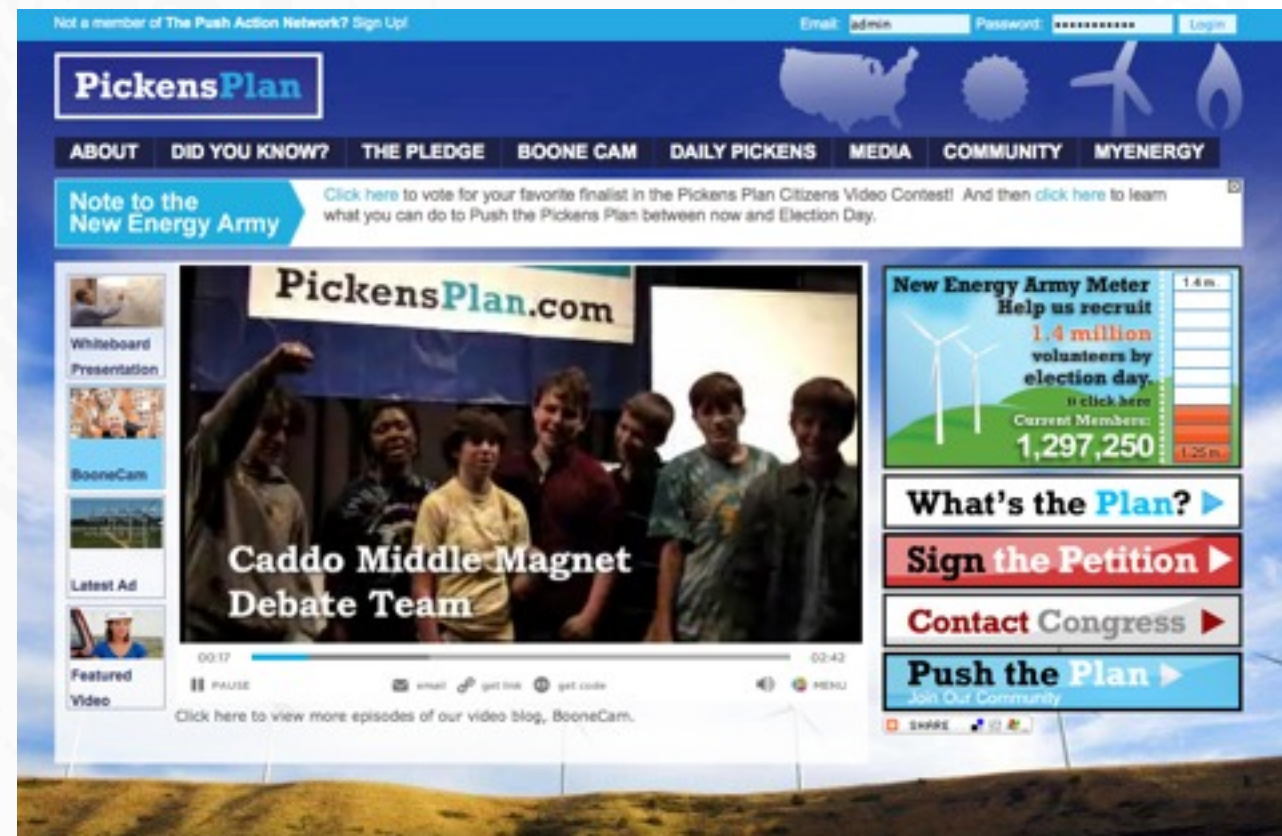 Not a member of The Push Action Network? Sign Up!
Email: admin Password: ••••••••••• Login
PickensPlan
ABOUT DID YOU KNOW? THE PLEDGE BOONE CAM DAILY PICKENS MEDIA COMMUNITY MYENERGY
Note to the
New Energy Army
Click here to vote for your favorite finalist in the Pickens Plan Citizens Video Contest! And then click here to learn
what you can do to Push the Pickens Plan between now and Election Day.
Whiteboard
Presentation
BooneCam
Latest Ad
Featured
Video
PickensPlan.com
Caddo Middle Magnet
Debate Team
00:17 02:42
PAUSE email get link get code MENU
Click here to view more episodes of our video blog, BooneCam.
New Energy Army Meter
Help us recruit
1.4 million
volunteers by
election day.
» click here
Current Members:
1,297,250
1.4 m.
1.25 m.
What's the Plan?
Sign the Petition
Contact Congress
Push the Plan
Join Our Community
SHARE